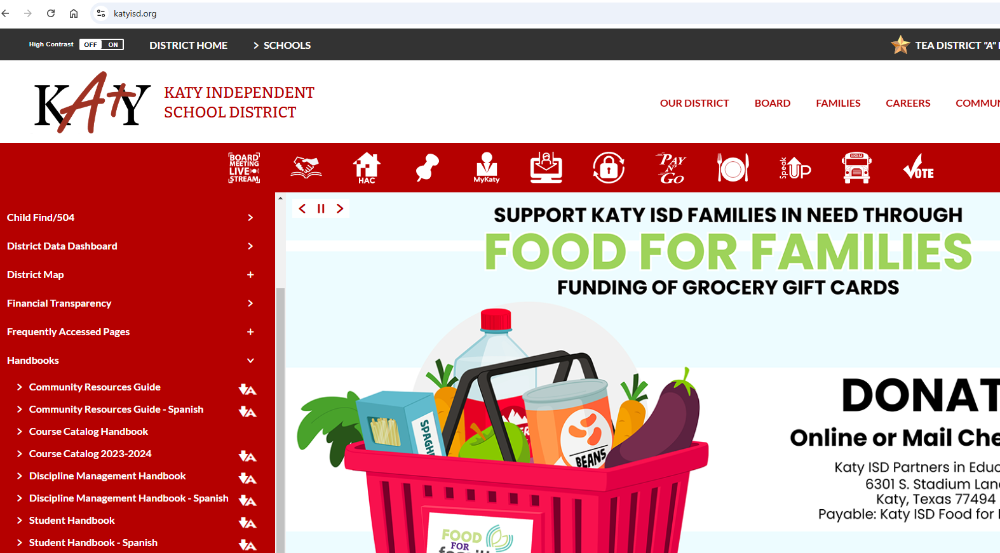 katyisd.org
High Contrast OFF ON DISTRICT HOME SCHOOLS TEA DISTRICT "A"
KATY
KATY INDEPENDENT
SCHOOL DISTRICT
OUR DISTRICT BOARD FAMILIES CAREERS COMMUN
BOARD
MEETING
LIVE
STREAM
HAC
MyKaty
PAY
N'
GO
Speak
UP
SCHOOL BUS
VOTE
Child Find/504
District Data Dashboard
District Map
Financial Transparency
Frequently Accessed Pages
Handbooks
Community Resources Guide
Community Resources Guide - Spanish
Course Catalog Handbook
Course Catalog 2023-2024
Discipline Management Handbook
Discipline Management Handbook - Spanish
Student Handbook
Student Handbook - Spanish
SUPPORT KATY ISD FAMILIES IN NEED THROUGH
FOOD FOR FAMILIES
FUNDING OF GROCERY GIFT CARDS
SPAGH
BEANS
FOOD
FOR
DONAT
Online or Mail Che
Katy ISD Partners in Educ
6301 S. Stadium Lan
Katy, Texas 77494
Payable: Katy ISD Food for